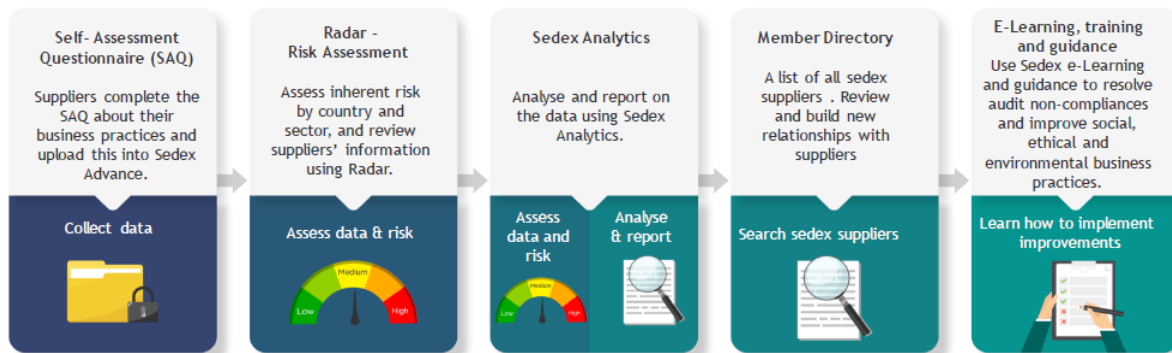 Self- Assessment
Questionnaire (SAQ)
Suppliers complete the
SAQ about their
business practices and
upload this into Sedex
Advance.
Collect data
Radar -
Risk Assessment
Assess inherent risk
by country and
sector, and review
suppliers’ information
using Radar.
Assess data & risk
Low
Medium
High
Sedex Analytics
Analyse and report on
the data using Sedex
Analytics.
Assess
data and
risk
Low
Medium
High
Analyse
& report
Member Directory
A list of all sedex
suppliers . Review
and build new
relationships with
suppliers
Search sedex suppliers
E-Learning, training
and guidance
Use Sedex e-Learning
and guidance to resolve
audit non-compliances
and improve social,
ethical and
environmental business
practices.
Learn how to implement
improvements